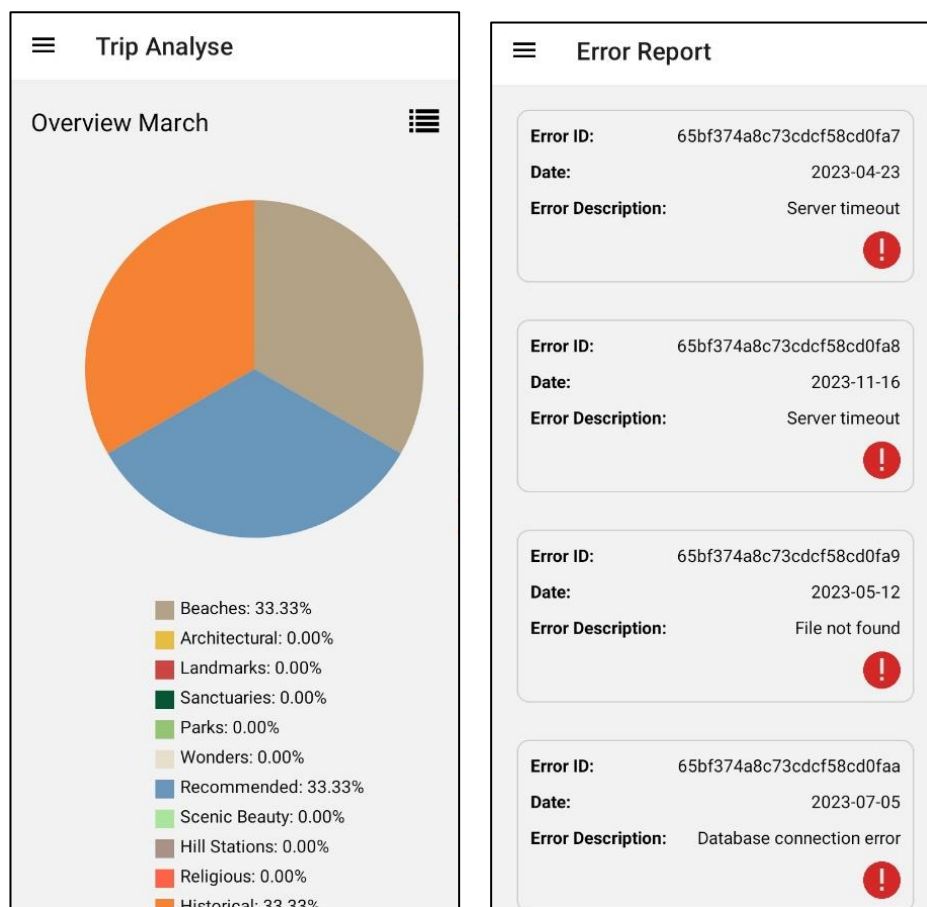 Trip Analyse
Overview March
Beaches: 33.33%
Architectural: 0.00%
Landmarks: 0.00%
Sanctuaries: 0.00%
Parks: 0.00%
Wonders: 0.00%
Recommended: 33.33%
Scenic Beauty: 0.00%
Hill Stations: 0.00%
Religious: 0.00%
Historical: 33.33%
Error Report
Error ID: 65bf374a8c73cdcf58cd0fa7
Date: 2023-04-23
Error Description: Server timeout
Error ID: 65bf374a8c73cdcf58cd0fa8
Date: 2023-11-16
Error Description: Server timeout
Error ID: 65bf374a8c73cdcf58cd0fa9
Date: 2023-05-12
Error Description: File not found
Error ID: 65bf374a8c73cdcf58cd0faa
Date: 2023-07-05
Error Description: Database connection error